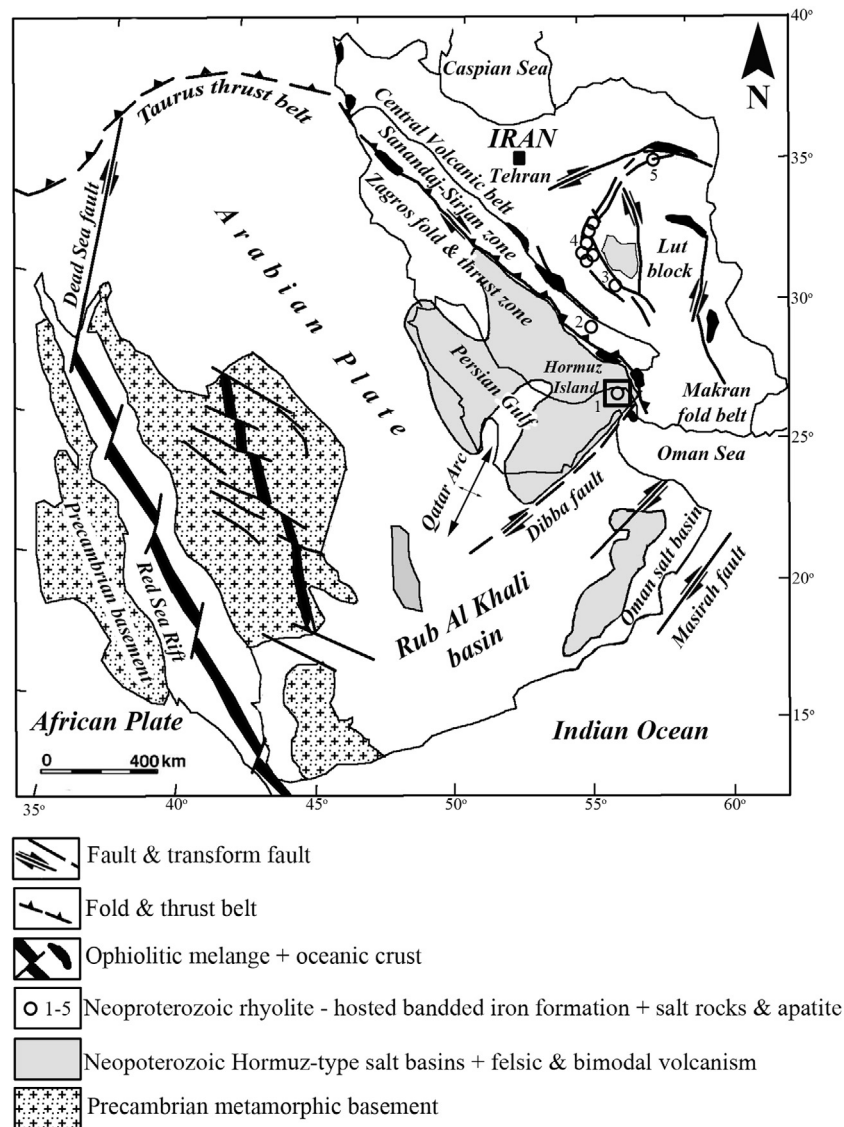 40°
Caspian Sea
N
Taurus thrust belt
Central Volcanic belt
IRAN
Tehran
35°
5
Sanandaj-Sirjan zone
Zagros fold & thrust zone
Dead Sea fault
Arabian Plate
4
Lut
block
3
30°
2
Hormuz
Island
1
Persian Gulf
Makran
fold belt
25°
Oman Sea
Qatar Arc
Dibba fault
Precambrian basement
Red Sea Rift
Oman salt basin
Masirah fault
20°
Rub Al Khali
basin
African Plate
Indian Ocean
15°
0 400 km
35° 40° 45° 50° 55° 60°
Fault & transform fault
Fold & thrust belt
Ophiolitic melange + oceanic crust
1-5 Neoproterozoic rhyolite - hosted bandded iron formation + salt rocks & apatite
Neopoterozoic Hormuz-type salt basins + felsic & bimodal volcanism
Precambrian metamorphic basement